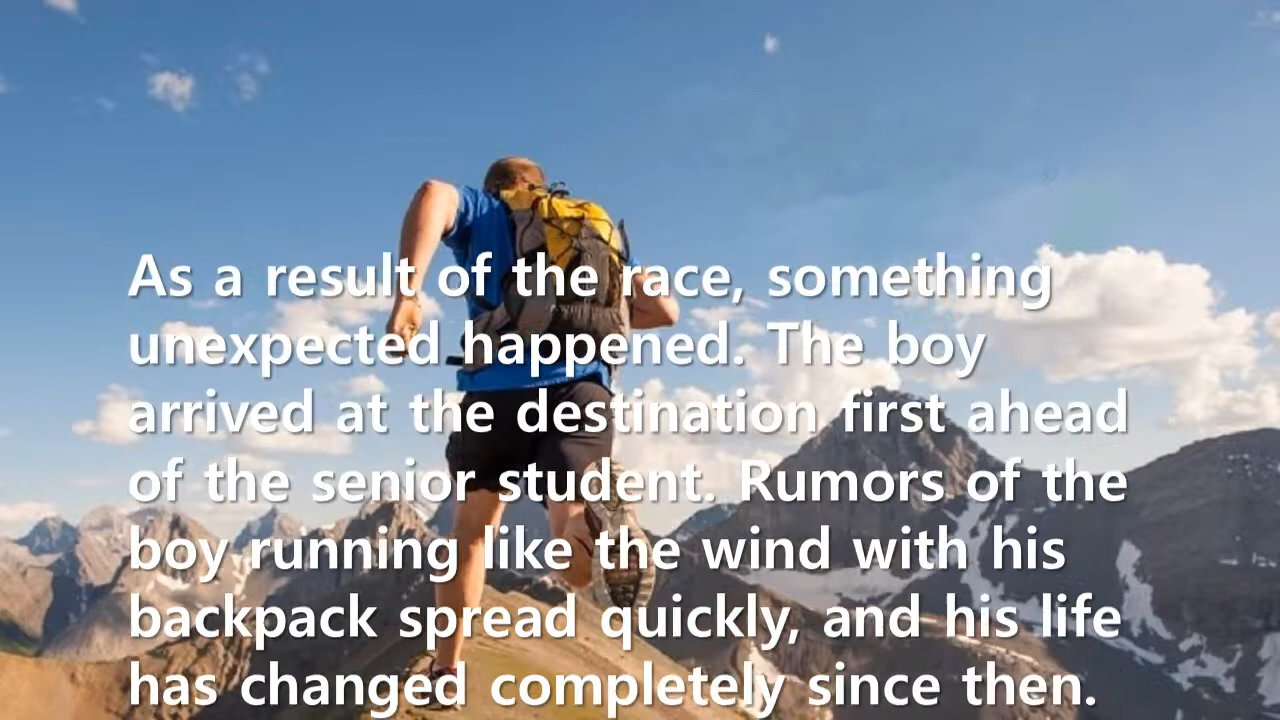 As a result of the race, something
unexpected happened. The boy
arrived at the destination first ahead
of the senior student. Rumors of the
boy running like the wind with his
backpack spread quickly, and his life
has changed completely since then.